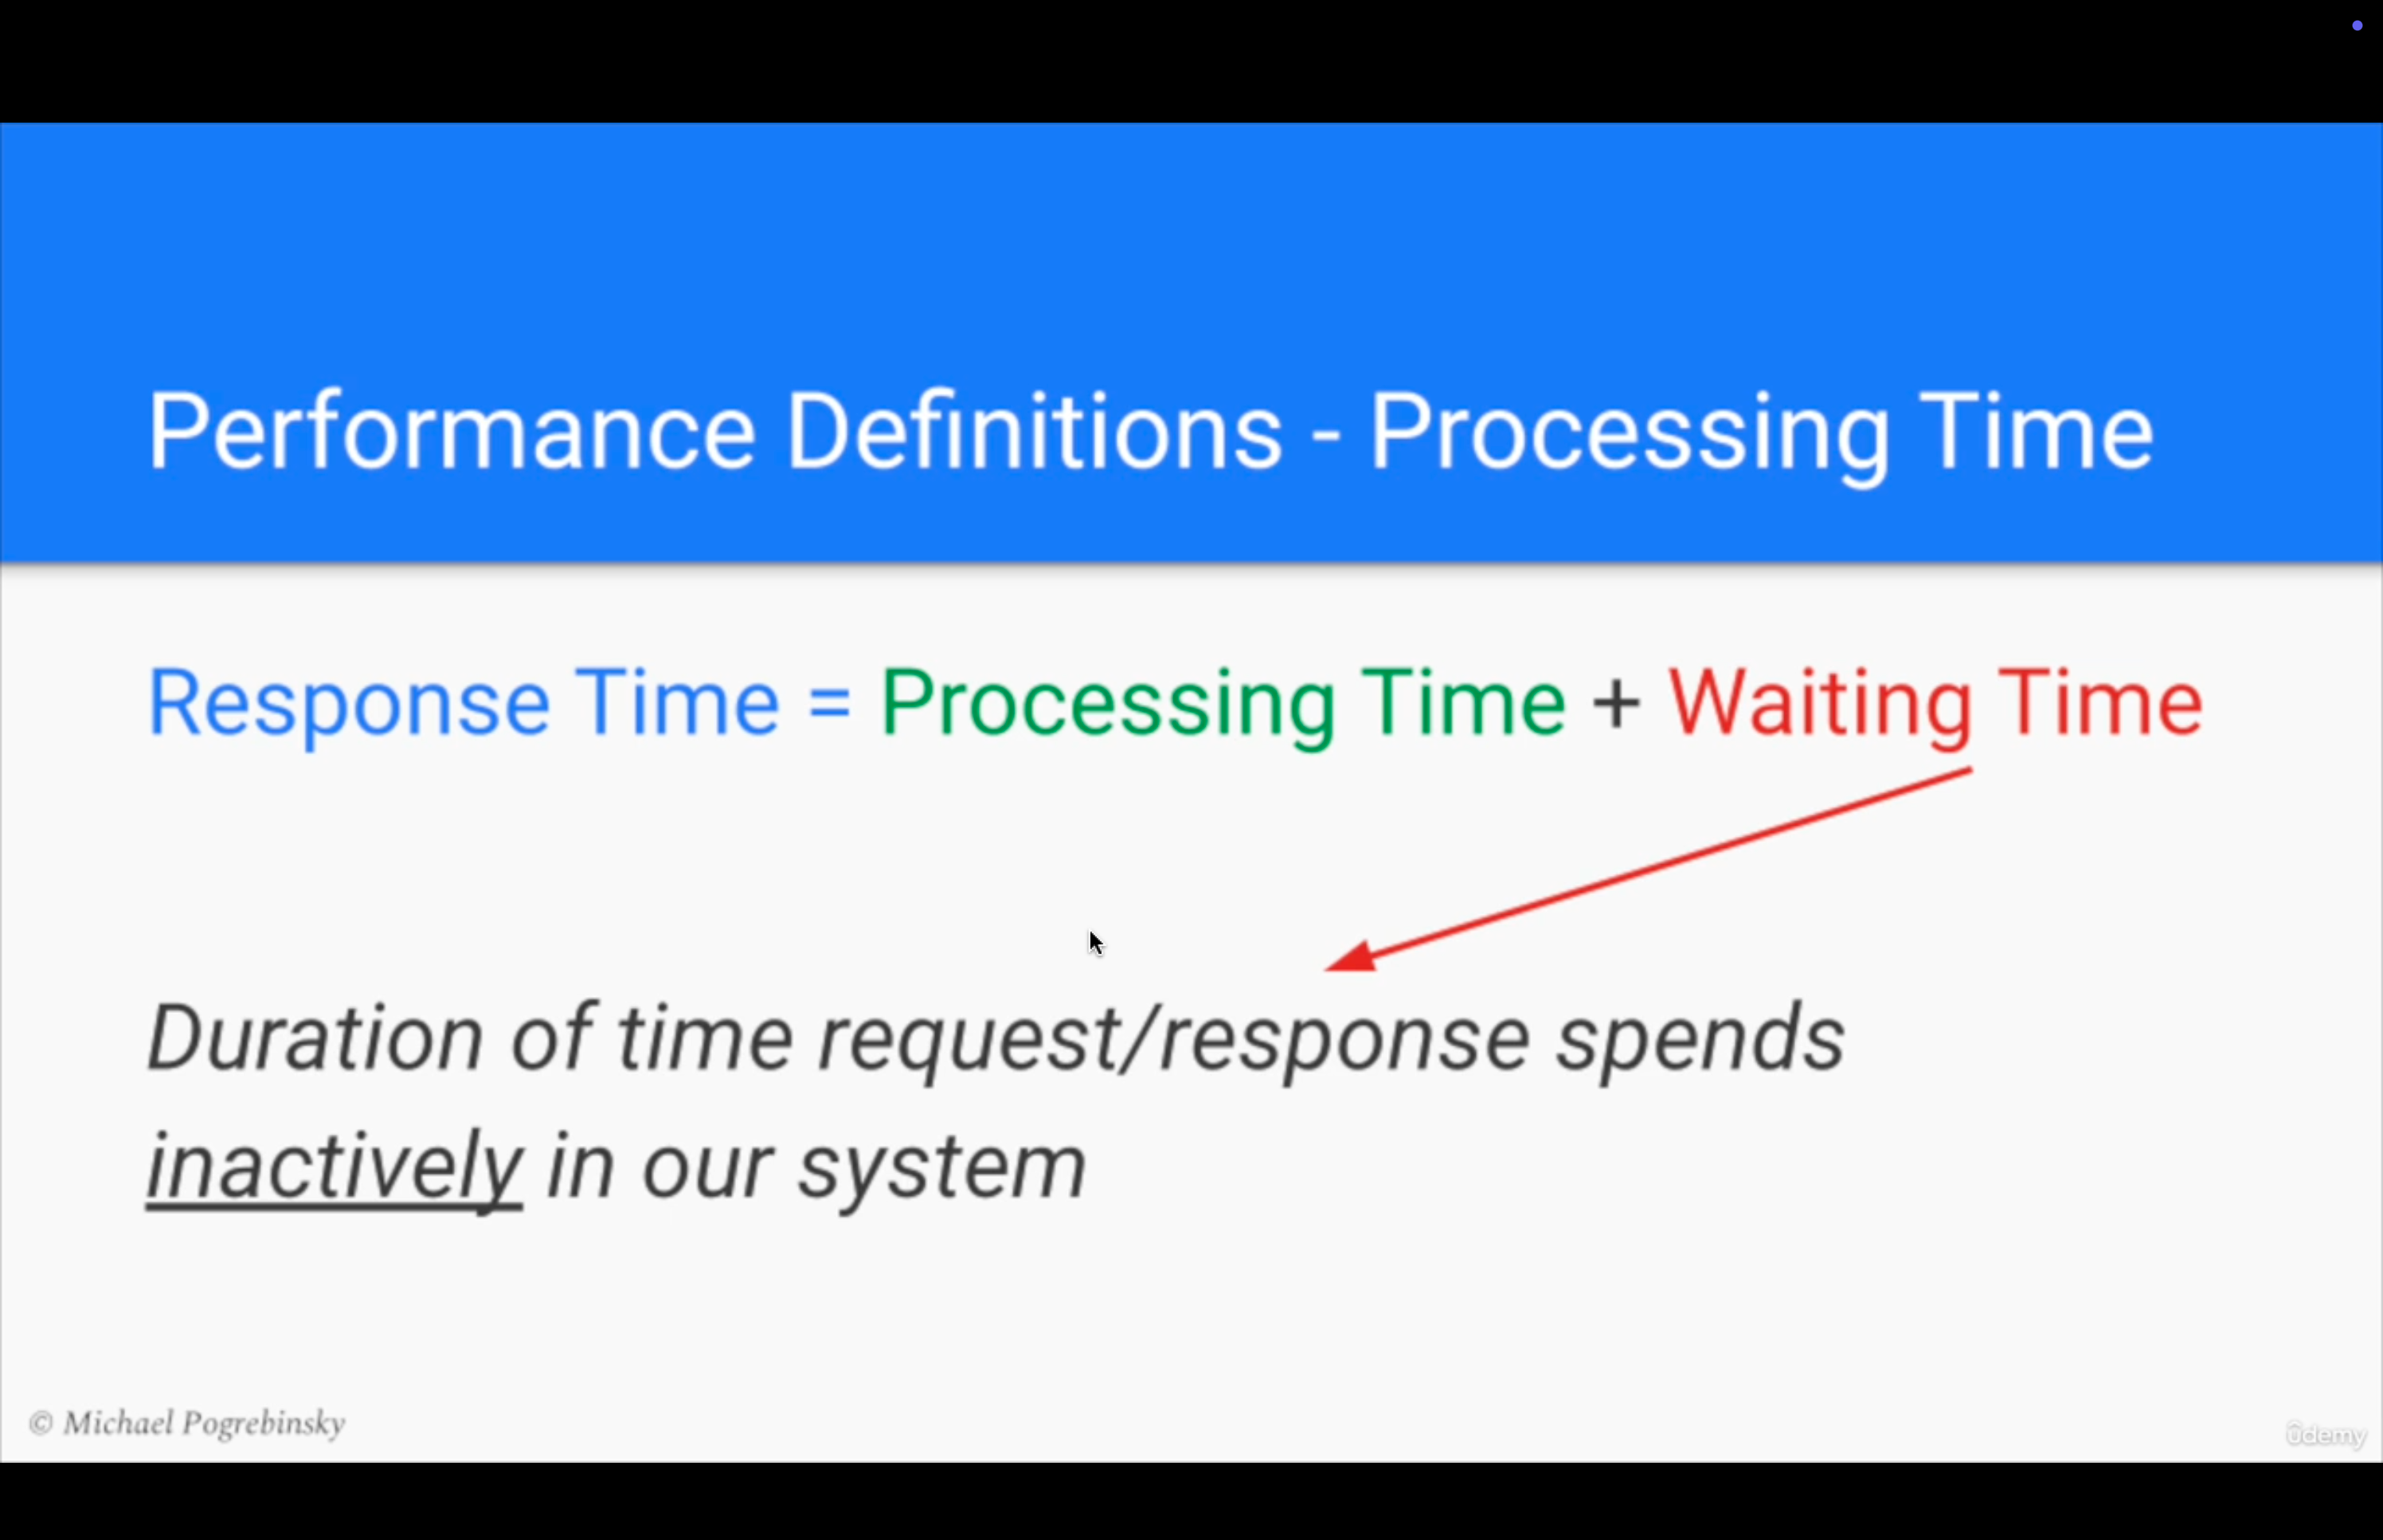 Performance Definitions - Processing Time
Response Time = Processing Time + Waiting Time
Duration of time request/response spends
inactively in our system
© Michael Pogrebinsky
ûdemy